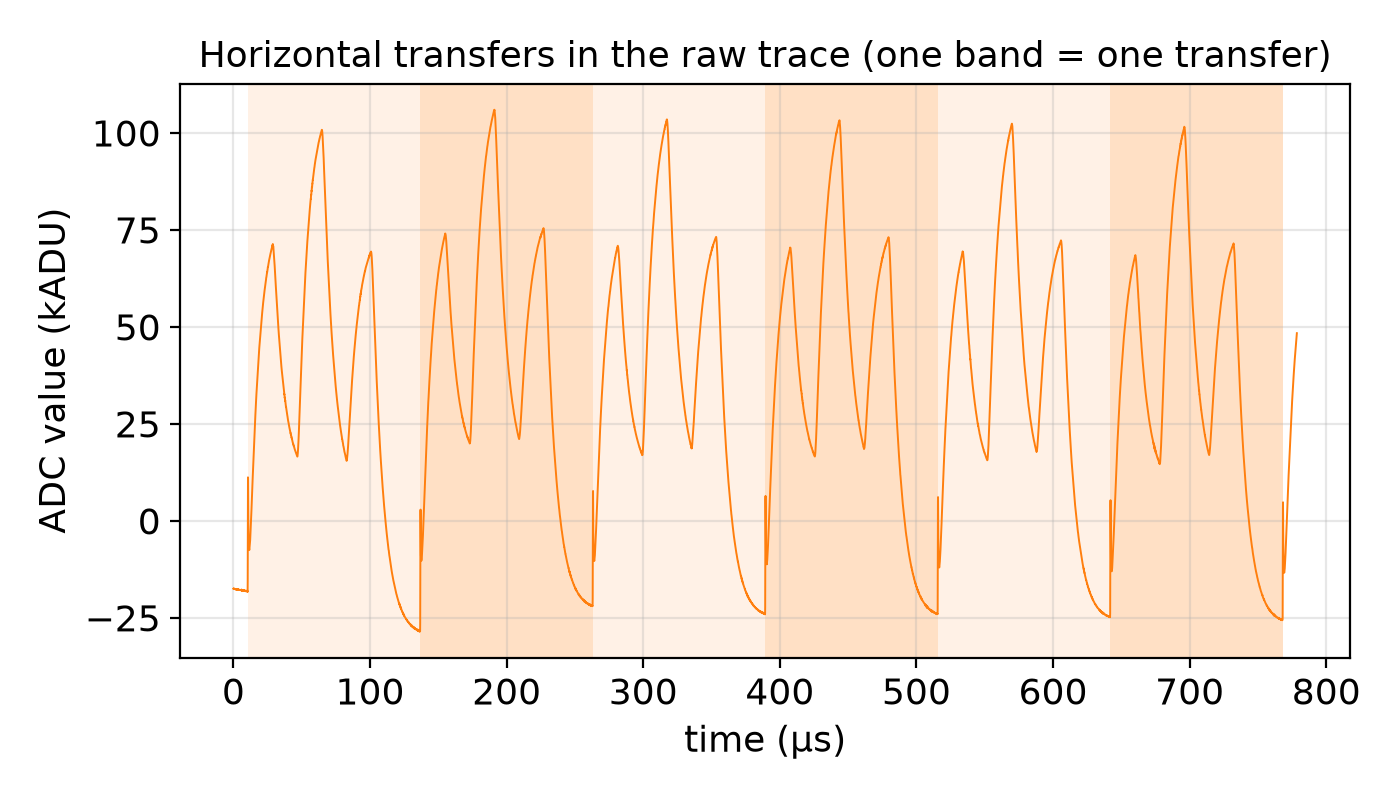 Horizontal transfers in the raw trace (one band = one transfer)
ADC value (kADU)
100
75
50
25
0
−25
0 100 200 300 400 500 600 700 800
time (µs)